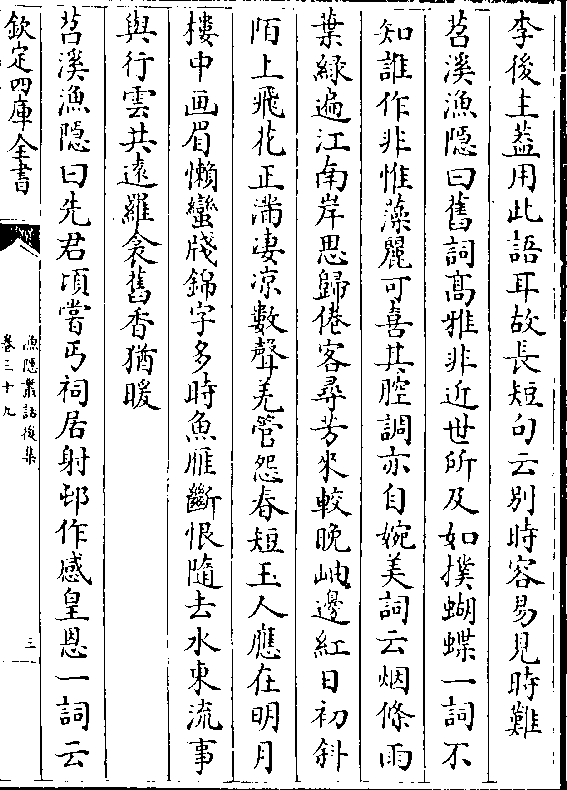 李後主葢用此語耳故長短句云别時容易見時難
苕溪漁隐曰舊詞髙雅非近世所及如撲蝴蝶一詞不
知誰作非惟藻麗可喜其腔調亦自婉美詞云烟條雨
葉緑遍江南岸思歸倦客尋芳來較晚岫邊紅日初斜
陌上飛花正滿凄凉數聲羌管怨春短玉人應在明月
樓中画眉懶蠻牋錦字多時魚雁斷恨隨去水東流事
與行雲共遠羅衾舊香猶暖
苕溪漁隐曰先君頃嘗丐祠居射邨作感皇恩一詞云
欽定四庫全書
漁隠叢話後集
卷三十九
三